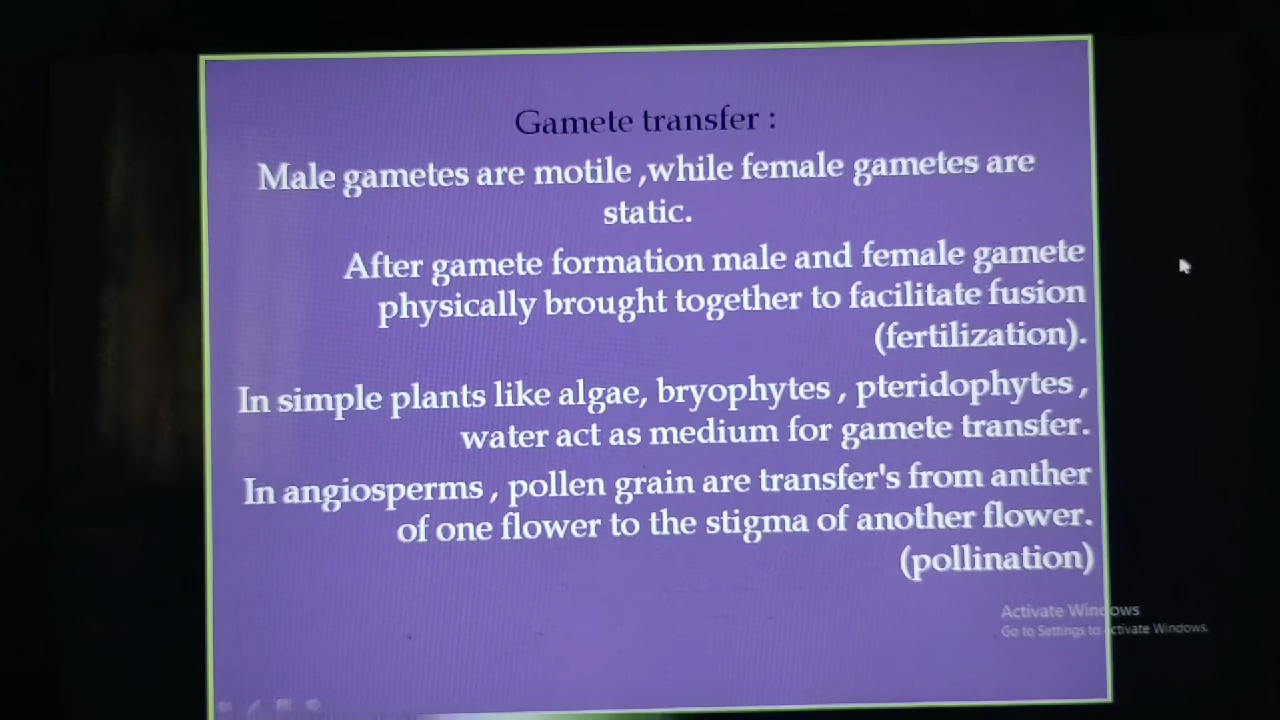 Gamete transfer :
Male gametes are motile ,while female gametes are
static.
After gamete formation male and female gamete
physically brought together to facilitate fusion
(fertilization).
In simple plants like algae, bryophytes , pteridophytes ,
water act as medium for gamete transfer.
In angiosperms , pollen grain are transfer's from anther
of one flower to the stigma of another flower.
(pollination)
Activate Windows
Go to Settings to activate Windows.